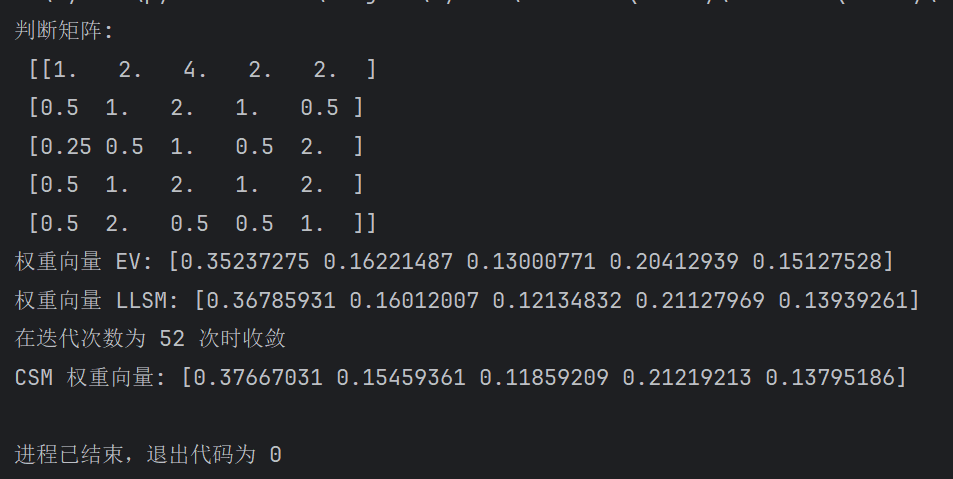 判断矩阵:
[[1.   2.   4.   2.   2.  ]
[0.5  1.   2.   1.   0.5 ]
[0.25 0.5  1.   0.5  2.  ]
[0.5  1.   2.   1.   2.  ]
[0.5  2.   0.5  0.5  1.  ]]
权重向量 EV: [0.35237275 0.16221487 0.13000771 0.20412939 0.15127528]
权重向量 LLSM: [0.36785931 0.16012007 0.12134832 0.21127969 0.13939261]
在迭代次数为 52 次时收敛
CSM 权重向量: [0.37667031 0.15459361 0.11859209 0.21219213 0.13795186]
进程已结束，退出代码为 0